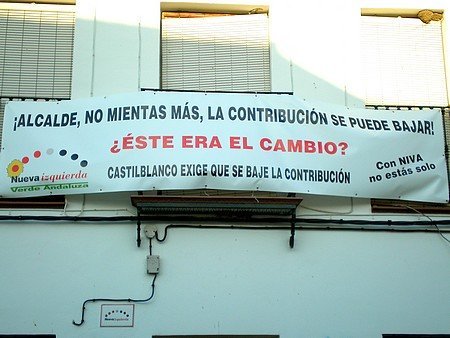 ¡ALCALDE, NO MIENTAS MÁS, LA CONTRIBUCIÓN SE PUEDE BAJAR!
¿ÉSTE ERA EL CAMBIO?
CASTILBLANCO EXIGE QUE SE BAJE LA CONTRIBUCIÓN
Con NIVA
no estás solo
Nueva izquierda
Verde Andaluza
Nuevaizquierda